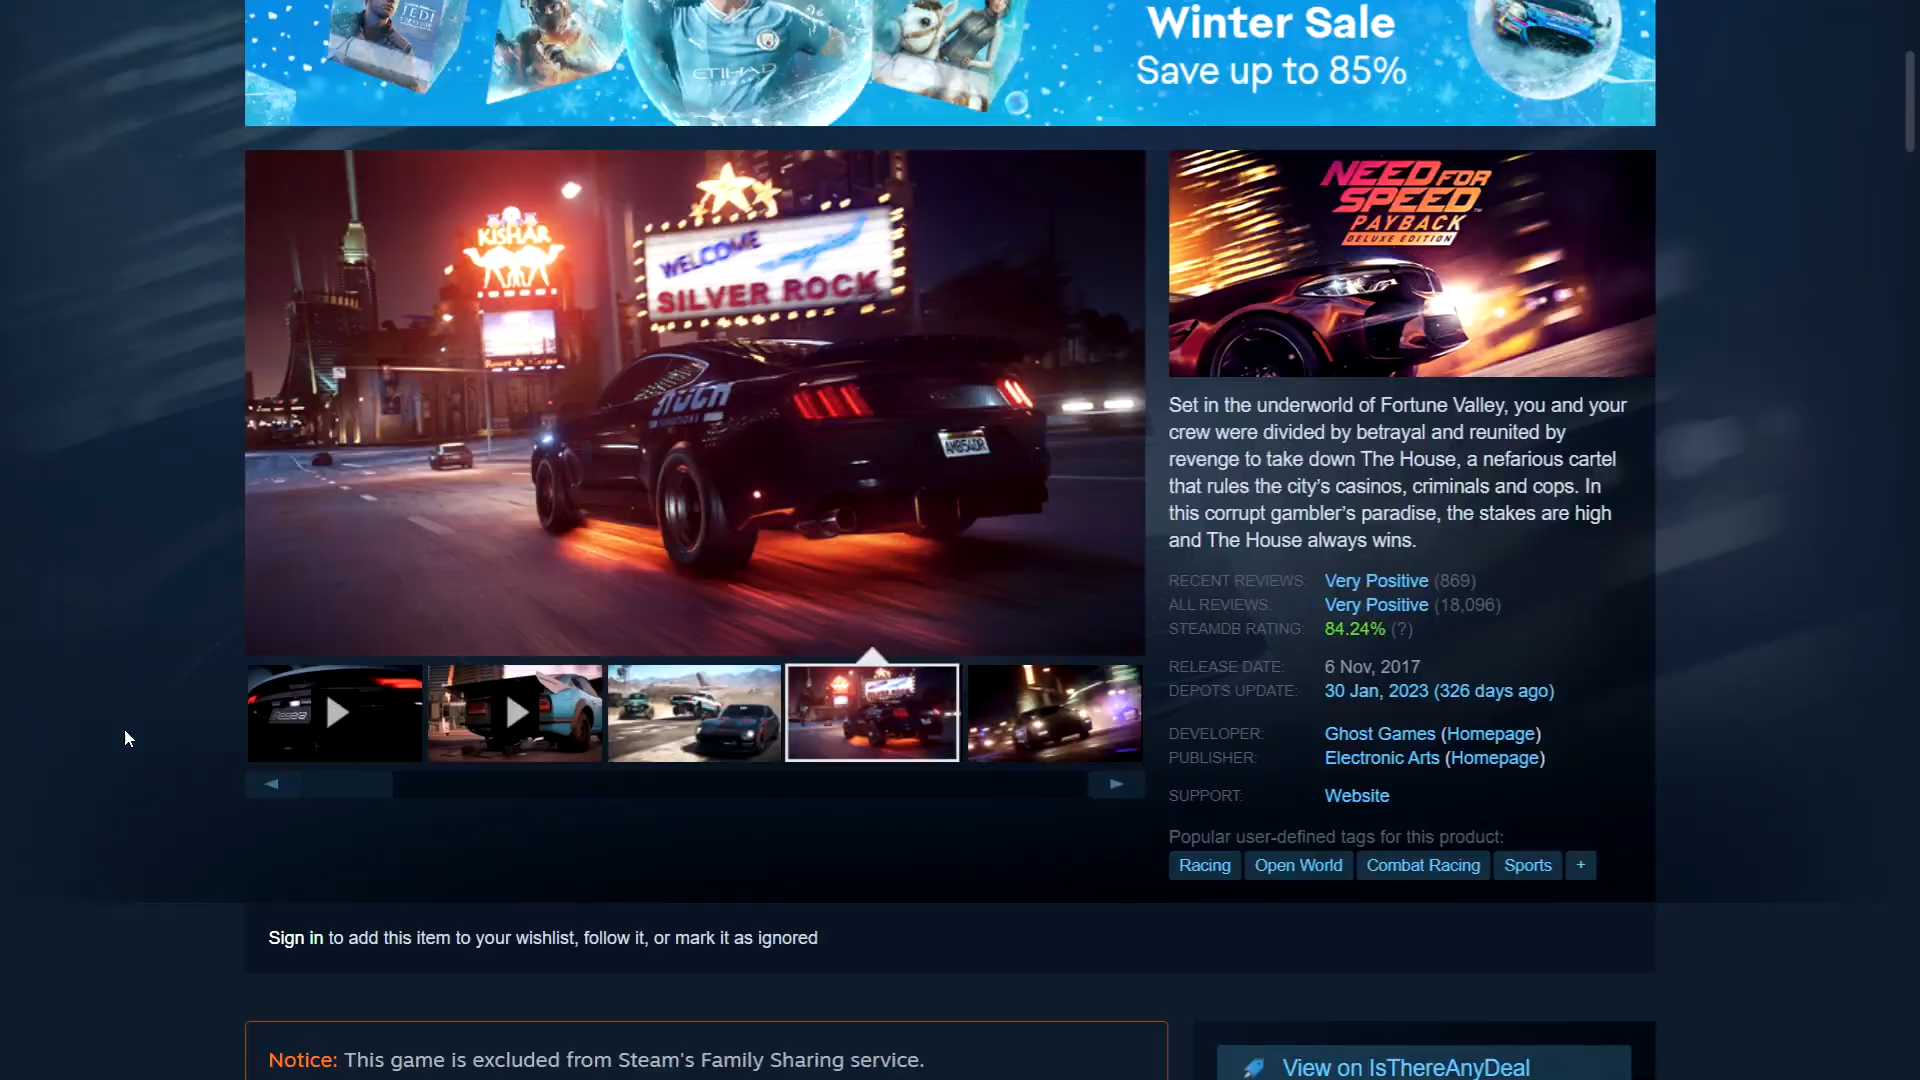 JEDI
ETIHAD
Winter Sale
Save up to 85%
KISHAR
WELCOME
SILVER ROCK
NEED FOR
SPEED
PAYBACK
DELUXE EDITION
Set in the underworld of Fortune Valley, you and your
crew were divided by betrayal and reunited by
revenge to take down The House, a nefarious cartel
that rules the city’s casinos, criminals and cops. In
this corrupt gambler’s paradise, the stakes are high
and The House always wins.
RECENT REVIEWS: Very Positive (869)
ALL REVIEWS: Very Positive (18,096)
STEAMDB RATING: 84.24% (?)
RELEASE DATE: 6 Nov, 2017
DEPOTS UPDATE: 30 Jan, 2023 (326 days ago)
DEVELOPER: Ghost Games (Homepage)
PUBLISHER: Electronic Arts (Homepage)
SUPPORT: Website
Popular user-defined tags for this product:
Racing Open World Combat Racing Sports +
Sign in to add this item to your wishlist, follow it, or mark it as ignored
Notice: This game is excluded from Steam's Family Sharing service.
View on IsThereAnyDeal